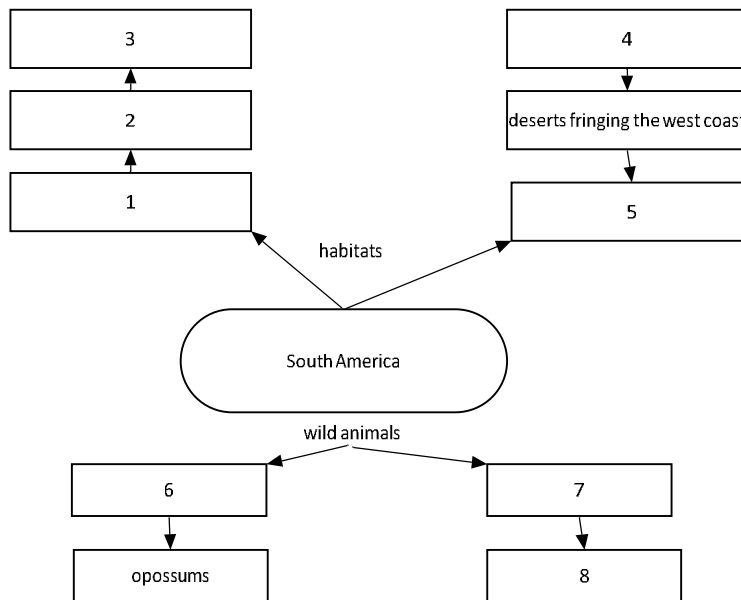 3
4
2
deserts fringing the west coast
1
5
habitats
South America
wild animals
6
7
opossums
8